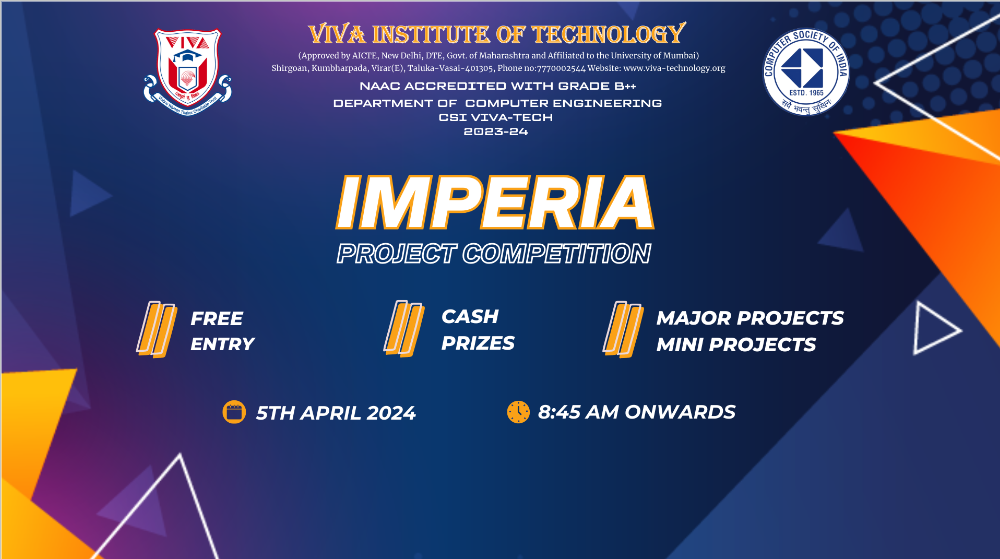 VIVA INSTITUTE OF TECHNOLOGY
(Approved by AICTE, New Delhi, DTE, Govt. of Maharashtra and Affiliated to the University of Mumbai)
Shirgoan, Kumbharpada, Virar(E), Taluka-Vasai-401305, Phone no:7770002544 Website: www.viva-technology.org
NAAC ACCREDITED WITH GRADE B++
DEPARTMENT OF COMPUTER ENGINEERING
CSI VIVA-TECH
2023-24
VIVA
COMPUTER SOCIETY OF INDIA
ESTD. 1965
IMPERIA
PROJECT COMPETITION
FREE
ENTRY
CASH
PRIZES
MAJOR PROJECTS
MINI PROJECTS
5TH APRIL 2024
8:45 AM ONWARDS